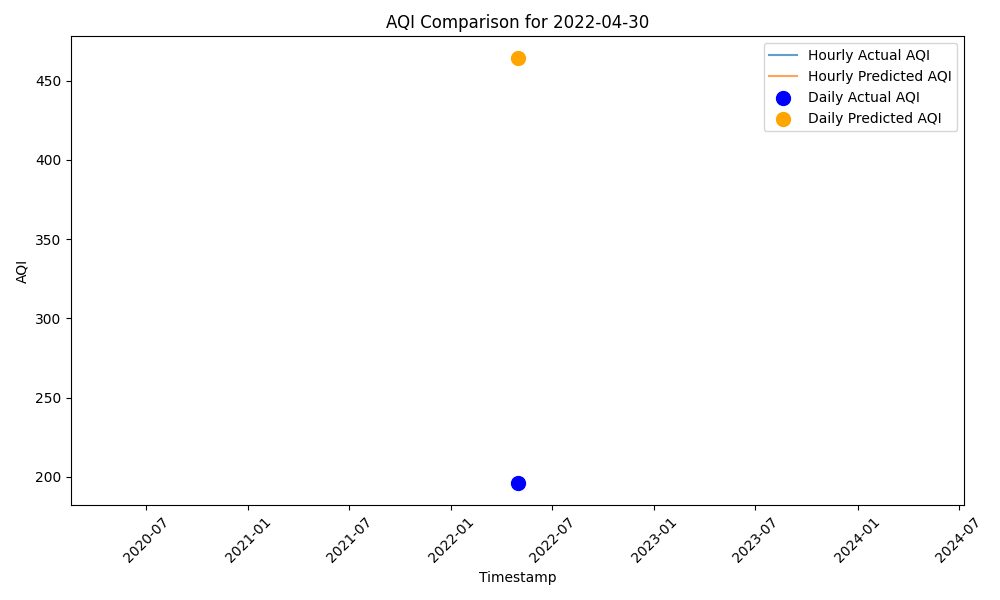 AQI Comparison for 2022-04-30
Hourly Actual AQI
Hourly Predicted AQI
Daily Actual AQI
Daily Predicted AQI
450
400
350
300
250
200
AQI
2020-07
2021-01
2021-07
2022-01
2022-07
2023-01
2023-07
2024-01
2024-07
Timestamp